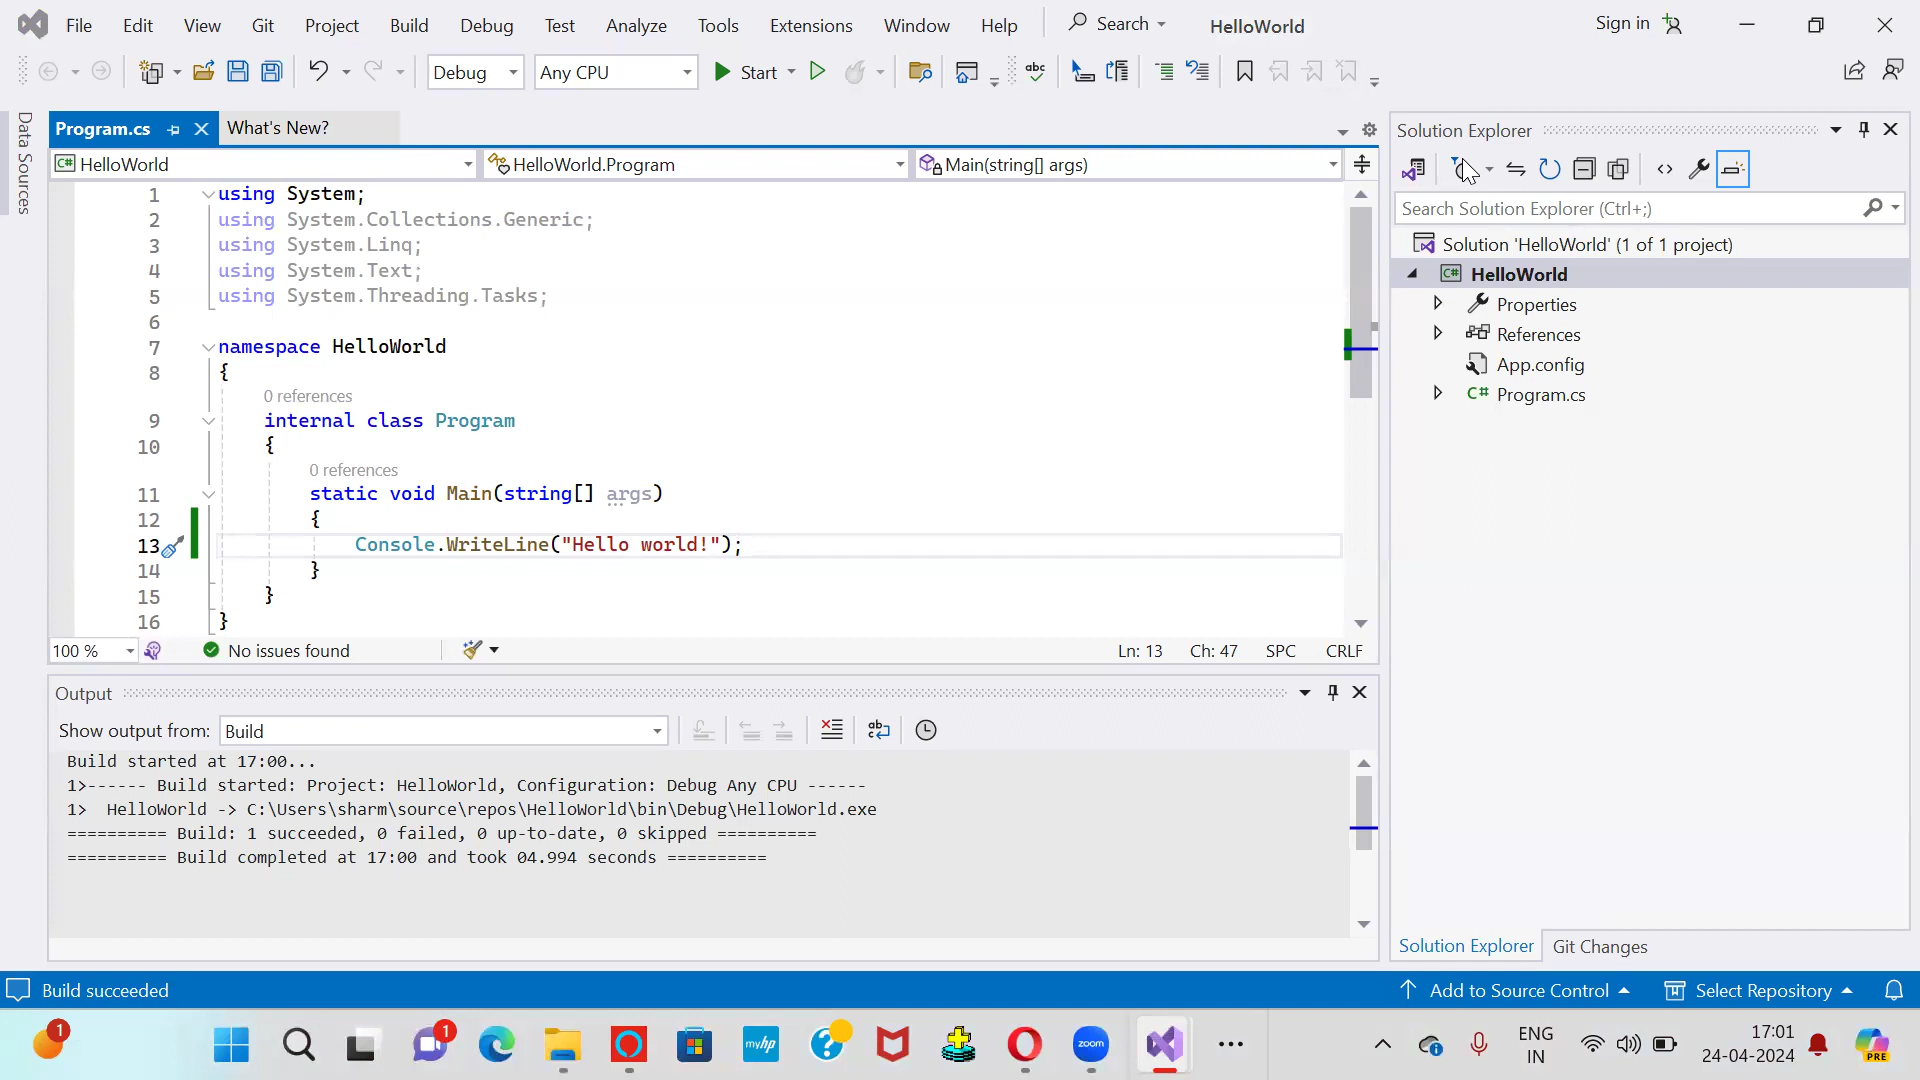 File Edit View Git Project Build Debug Test Analyze Tools Extensions Window Help Search HelloWorld Sign in
Debug Any CPU Start
Data Sources
Program.cs What's New?
HelloWorld HelloWorld.Program Main(string[] args)
1 using System;
2 using System.Collections.Generic;
3 using System.Linq;
4 using System.Text;
5 using System.Threading.Tasks;
6
7 namespace HelloWorld
8 {
0 references
9 internal class Program
10 {
0 references
11 static void Main(string[] args)
12 {
13 Console.WriteLine("Hello world!");
14 }
15 }
16 }
100 % No issues found Ln: 13 Ch: 47 SPC CRLF
Output
Show output from: Build
Build started at 17:00...
1>------ Build started: Project: HelloWorld, Configuration: Debug Any CPU ------
1>  HelloWorld -> C:\Users\sharm\source\repos\HelloWorld\bin\Debug\HelloWorld.exe
========== Build: 1 succeeded, 0 failed, 0 up-to-date, 0 skipped ==========
========== Build completed at 17:00 and took 04.994 seconds ==========
Solution Explorer
Search Solution Explorer (Ctrl+;)
Solution 'HelloWorld' (1 of 1 project)
C# HelloWorld
Properties
References
App.config
C# Program.cs
Solution Explorer Git Changes
Build succeeded Add to Source Control Select Repository
1 1 myhp zoom ENG IN 17:01 24-04-2024 PRE